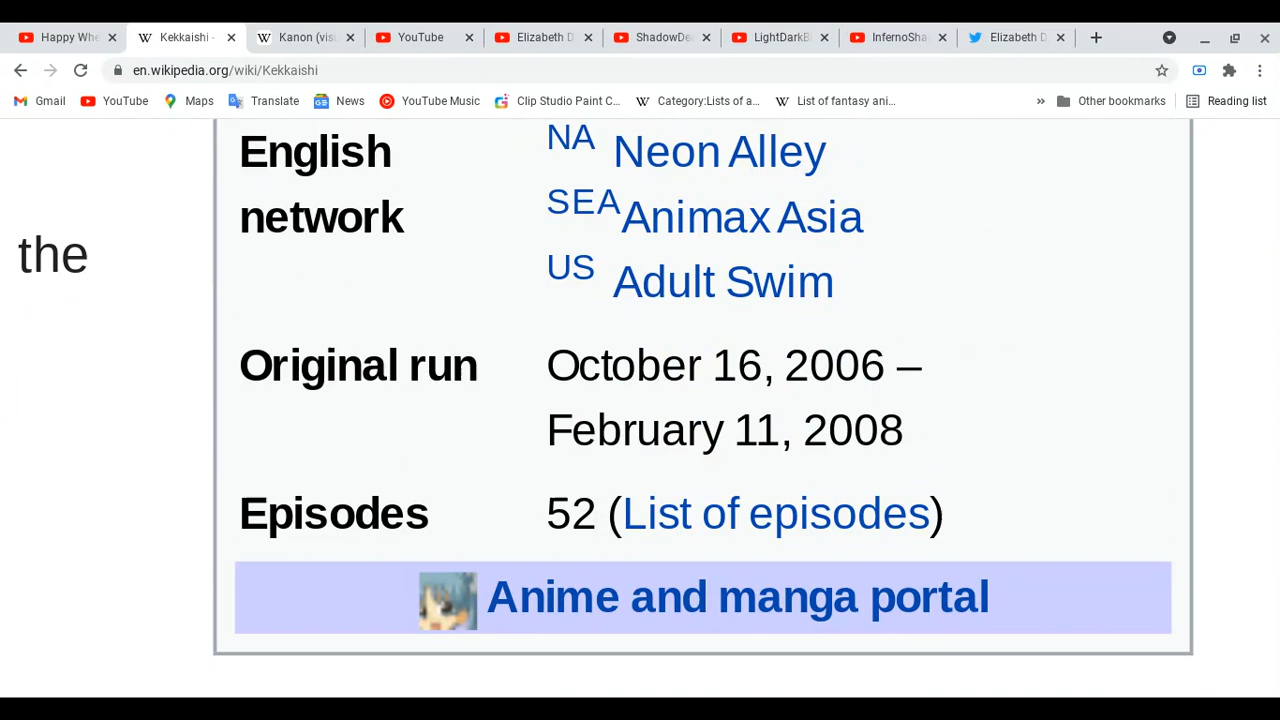 Happy Whe
Kekkaishi -
Kanon (vis
YouTube
Elizabeth D
ShadowDe
LightDarkB
InfernoSha
Elizabeth D
en.wikipedia.org/wiki/Kekkaishi
Gmail
YouTube
Maps
Translate
News
YouTube Music
Clip Studio Paint C...
Category:Lists of a...
List of fantasy ani...
»
Other bookmarks
Reading list
the
English network
NA Neon Alley
SEA Animax Asia
US Adult Swim
Original run
October 16, 2006 –
February 11, 2008
Episodes
52 (List of episodes)
Anime and manga portal